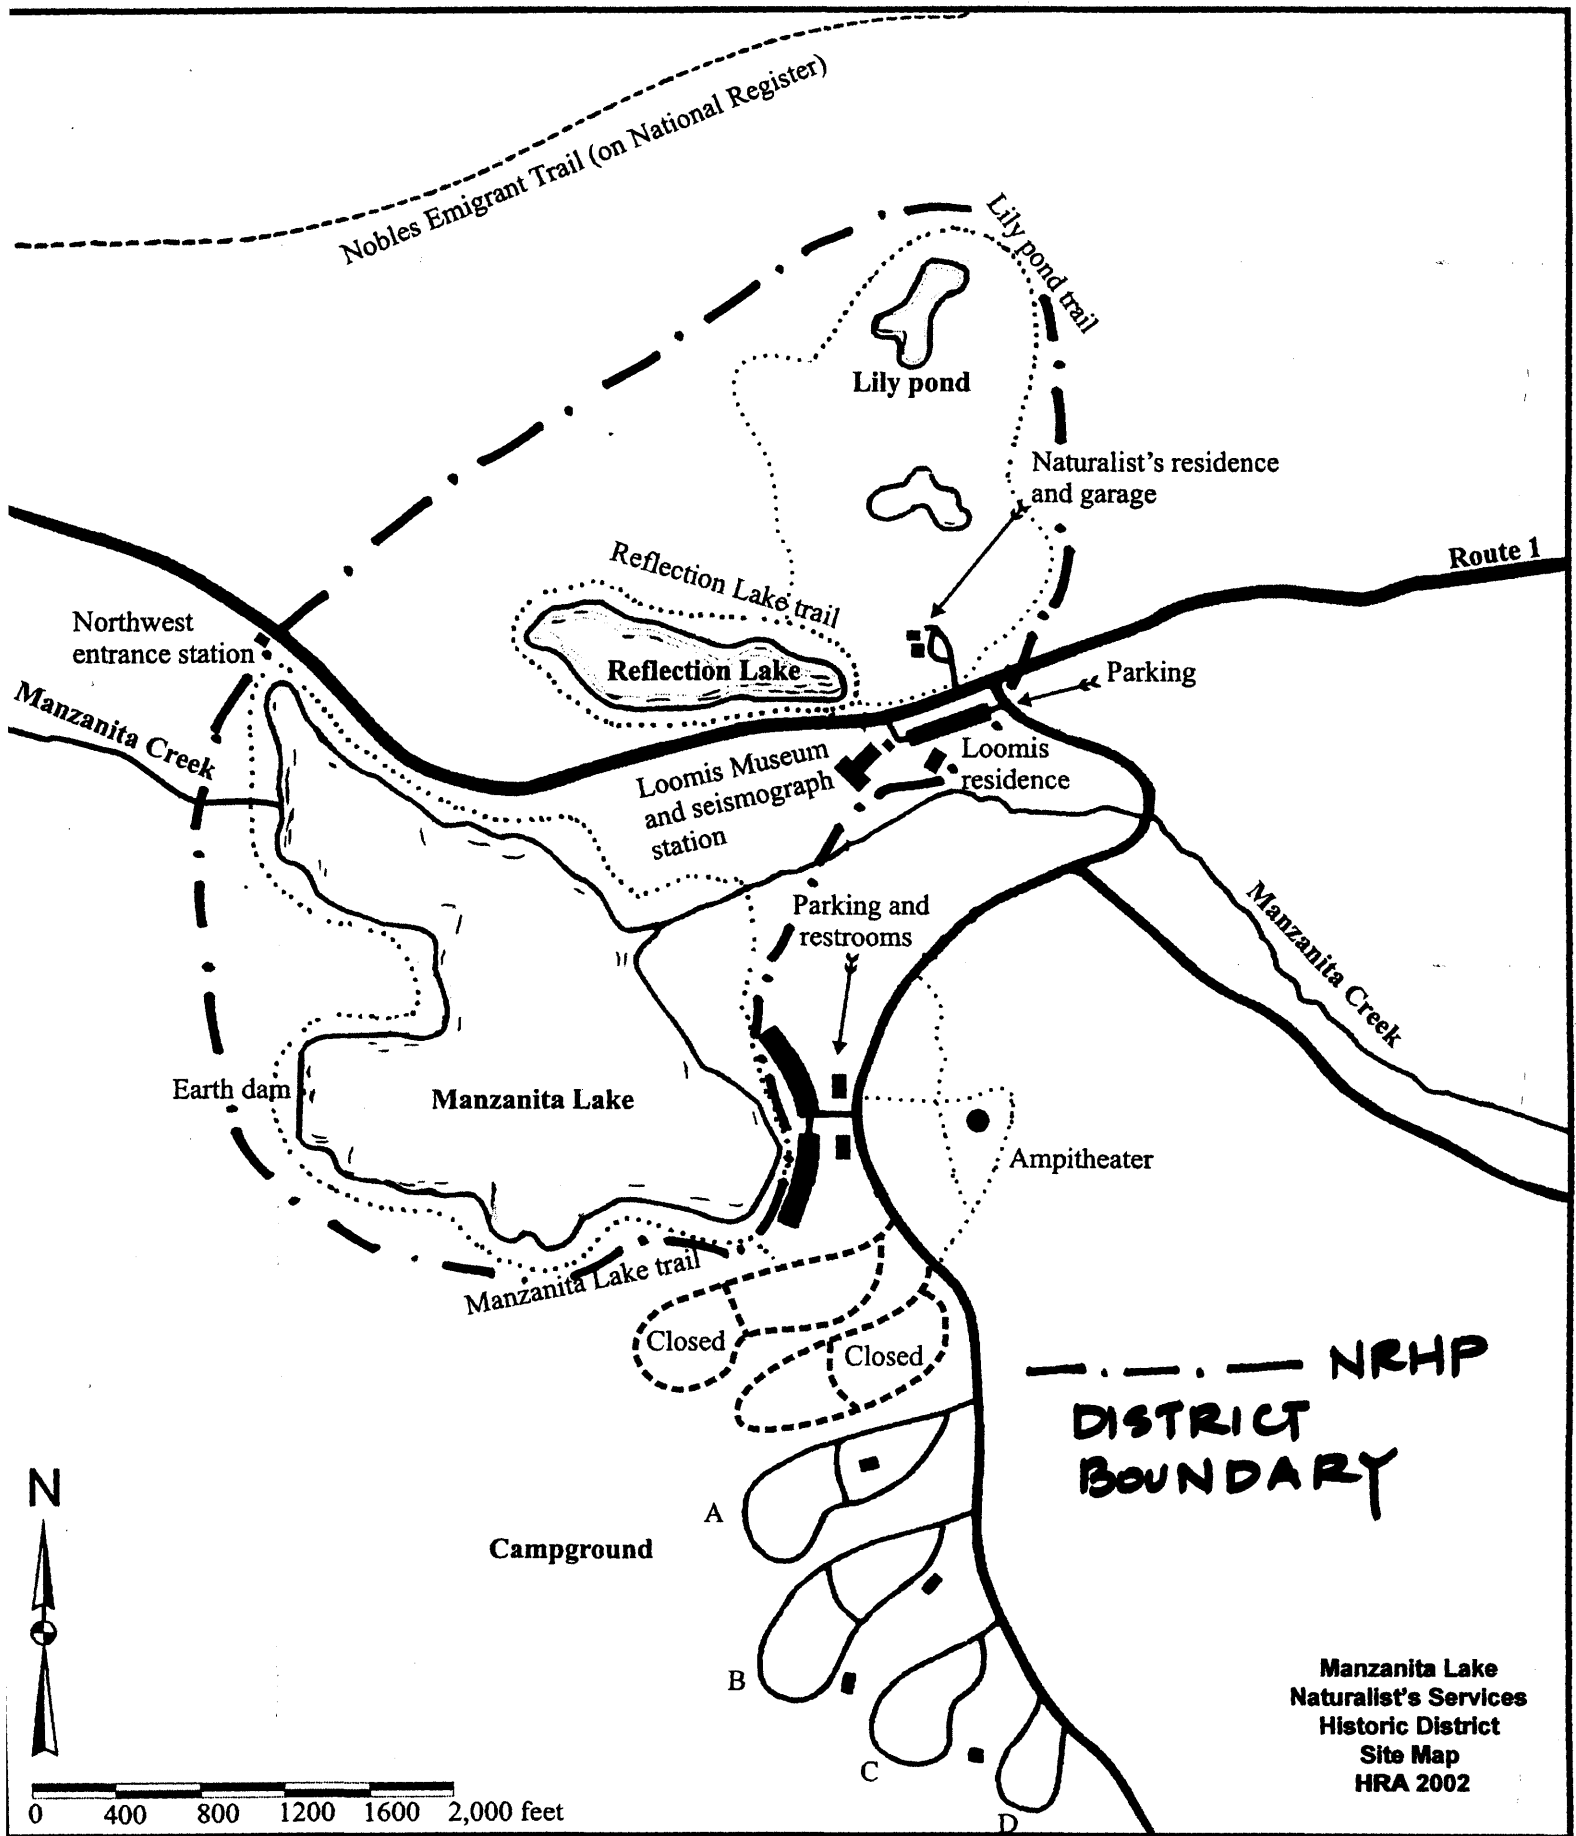 Nobles Emigrant Trail (on National Register)
Lily pond trail
Lily pond
Naturalist's residence
and garage
Route 1
Reflection Lake trail
Northwest
entrance station
Reflection Lake
Parking
Manzanita Creek
Loomis Museum
and seismograph
station
Loomis
residence
Parking and
restrooms
Manzanita Creek
Earth dam
Manzanita Lake
Ampitheater
Manzanita Lake trail
Closed
Closed
NRHP
DISTRICT
BOUNDARY
N
A
Campground
B
C
D
Manzanita Lake
Naturalist's Services
Historic District
Site Map
HRA 2002
0 400 800 1200 1600 2,000 feet